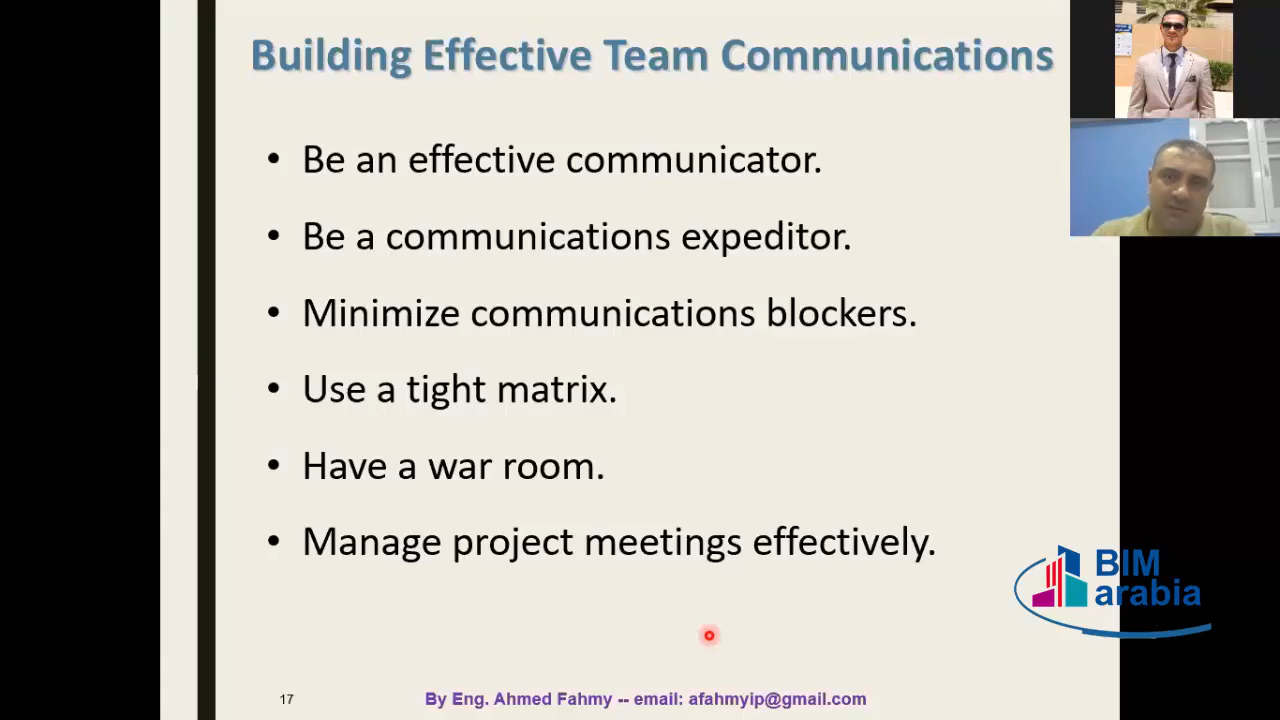 Building Effective Team Communications
• Be an effective communicator.
• Be a communications expeditor.
• Minimize communications blockers.
• Use a tight matrix.
• Have a war room.
• Manage project meetings effectively.
BIM
arabia
17
By Eng. Ahmed Fahmy -- email: afahmyip@gmail.com